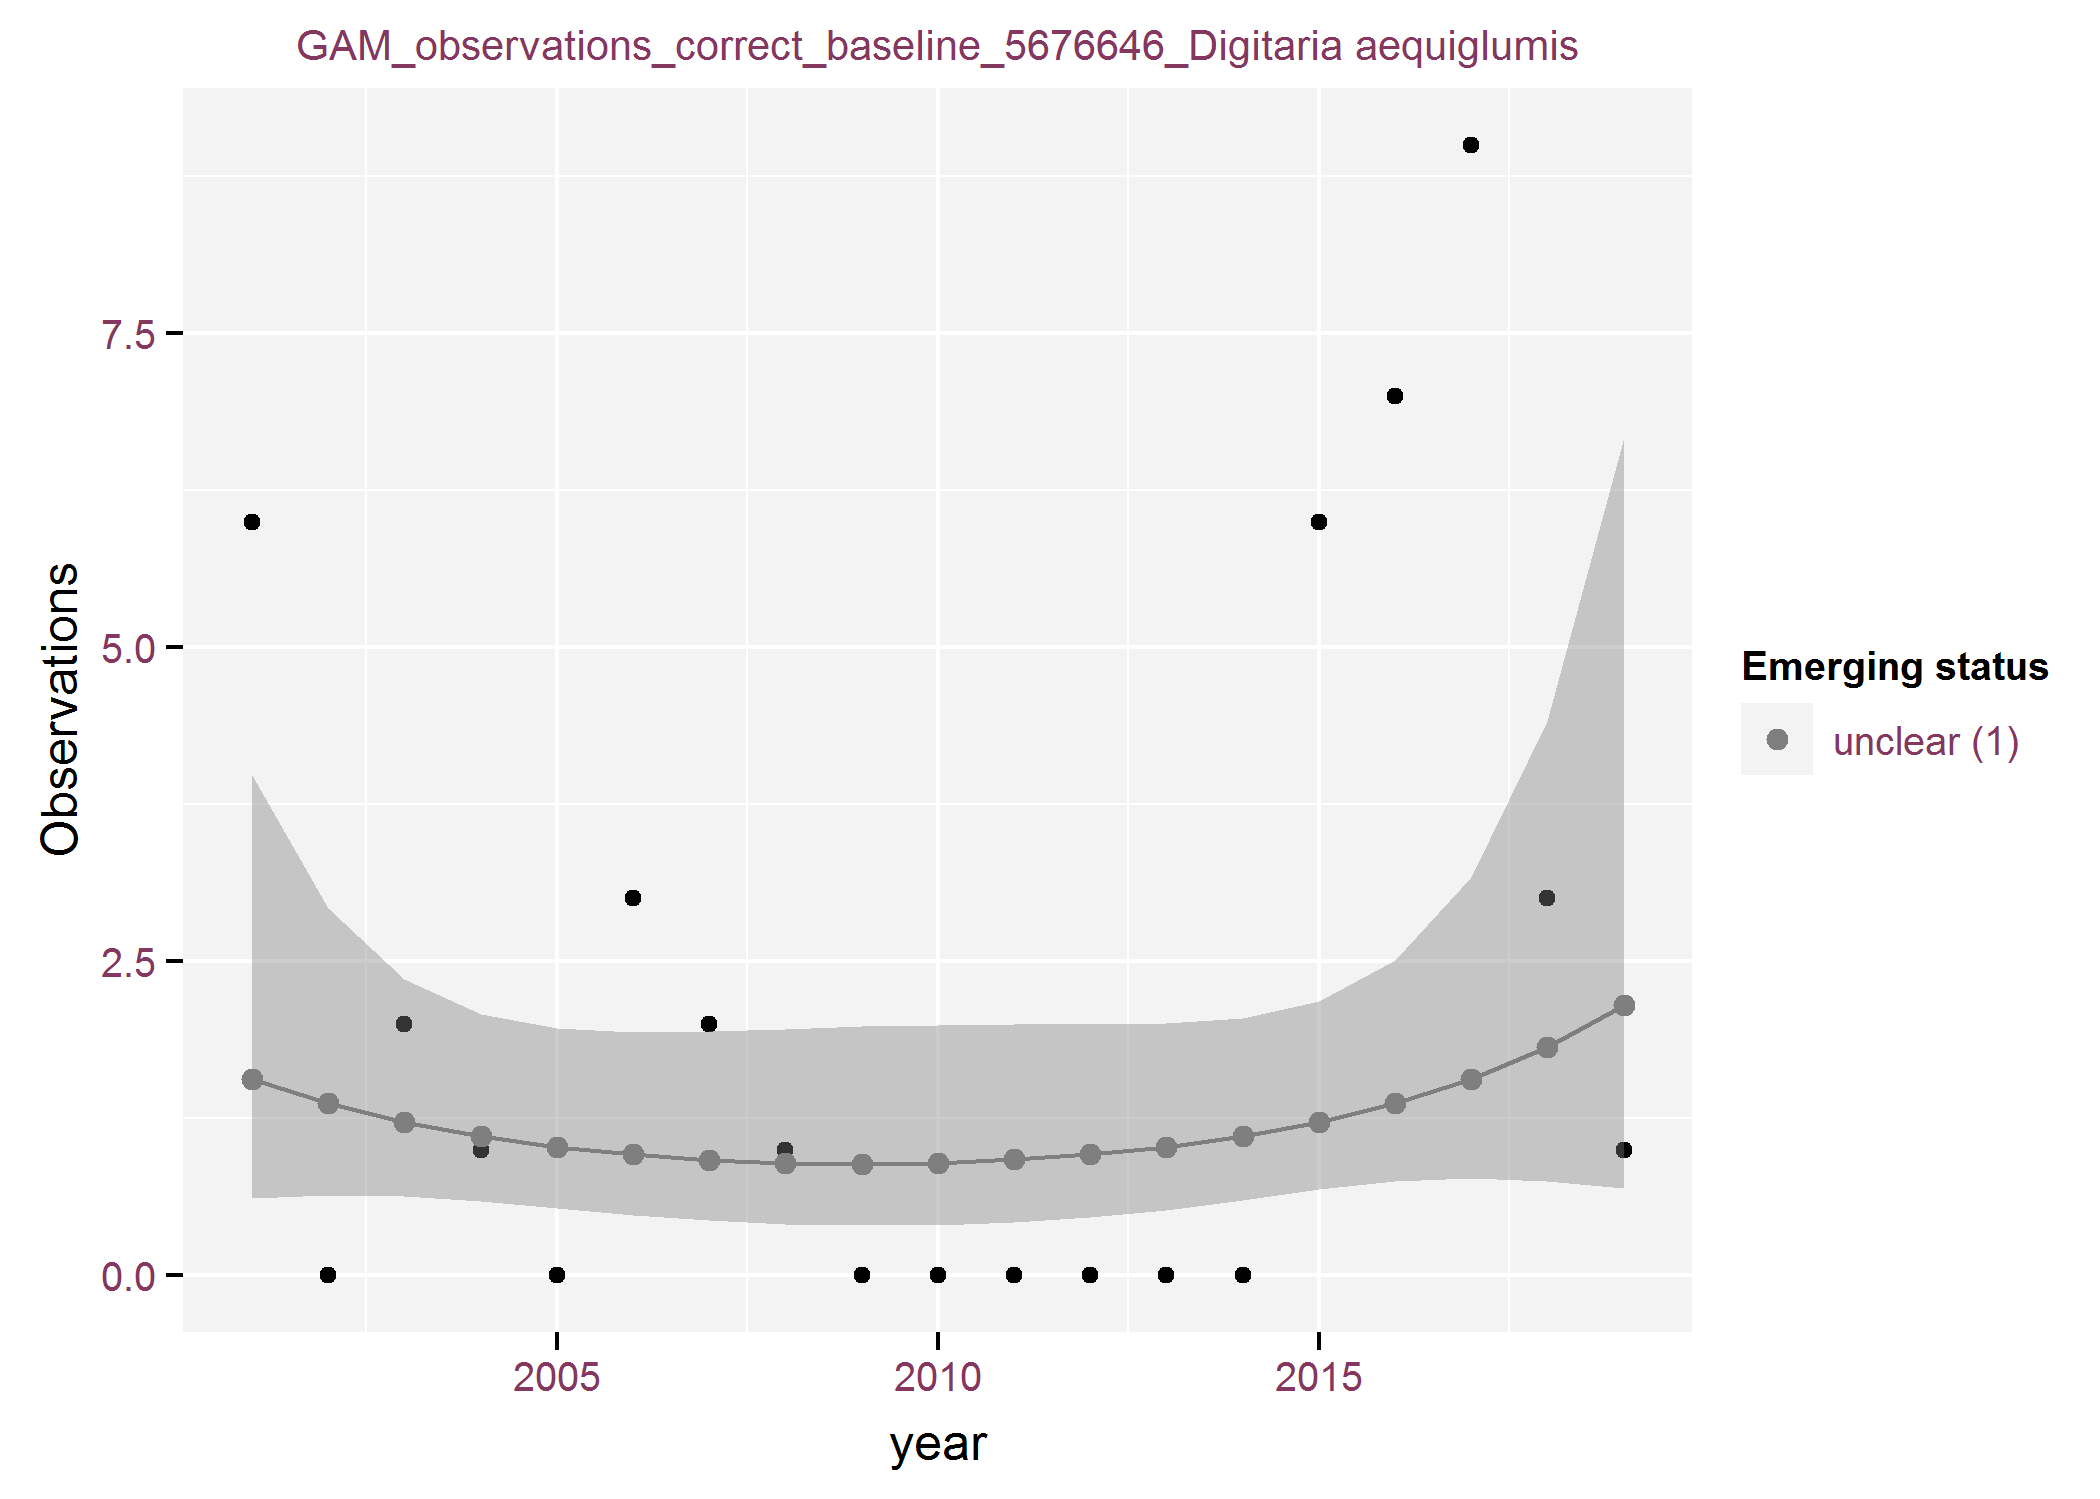 GAM_observations_correct_baseline_5676646_Digitaria aequiglumis
Observations
7.5
5.0
2.5
0.0
2005
2010
2015
year
Emerging status
unclear (1)